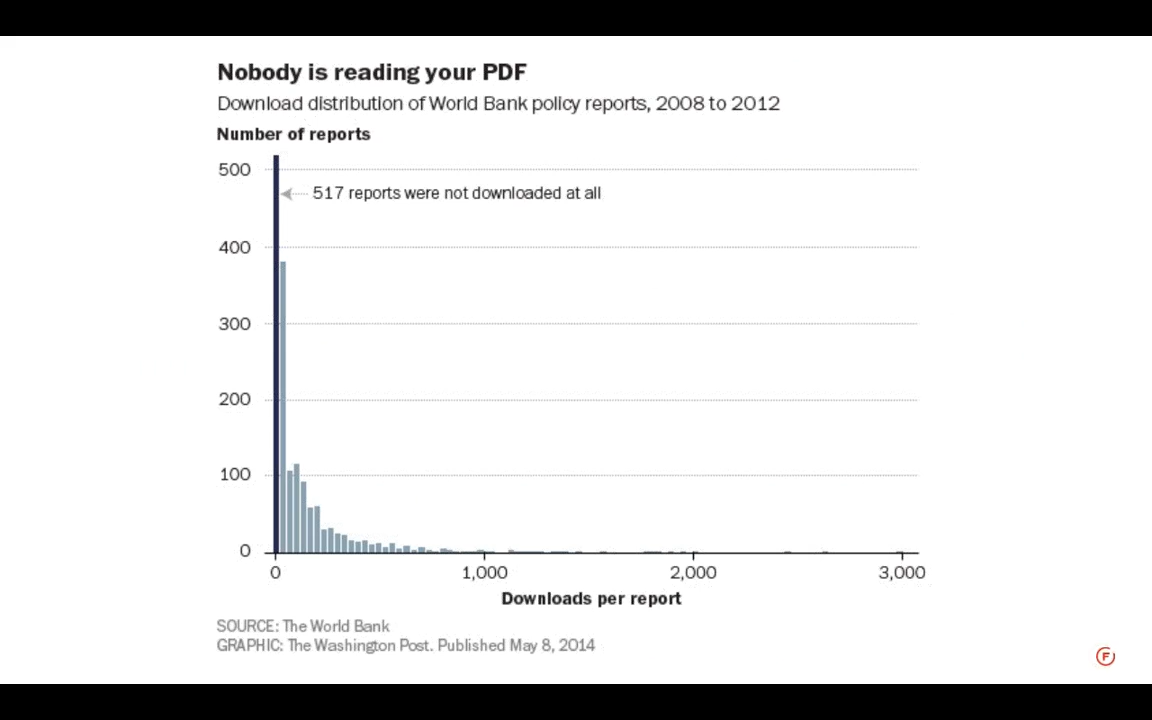 Nobody is reading your PDF
Download distribution of World Bank policy reports, 2008 to 2012
Number of reports
500
517 reports were not downloaded at all
400
300
200
100
0
0 1,000 2,000 3,000
Downloads per report
SOURCE: The World Bank
GRAPHIC: The Washington Post. Published May 8, 2014
F